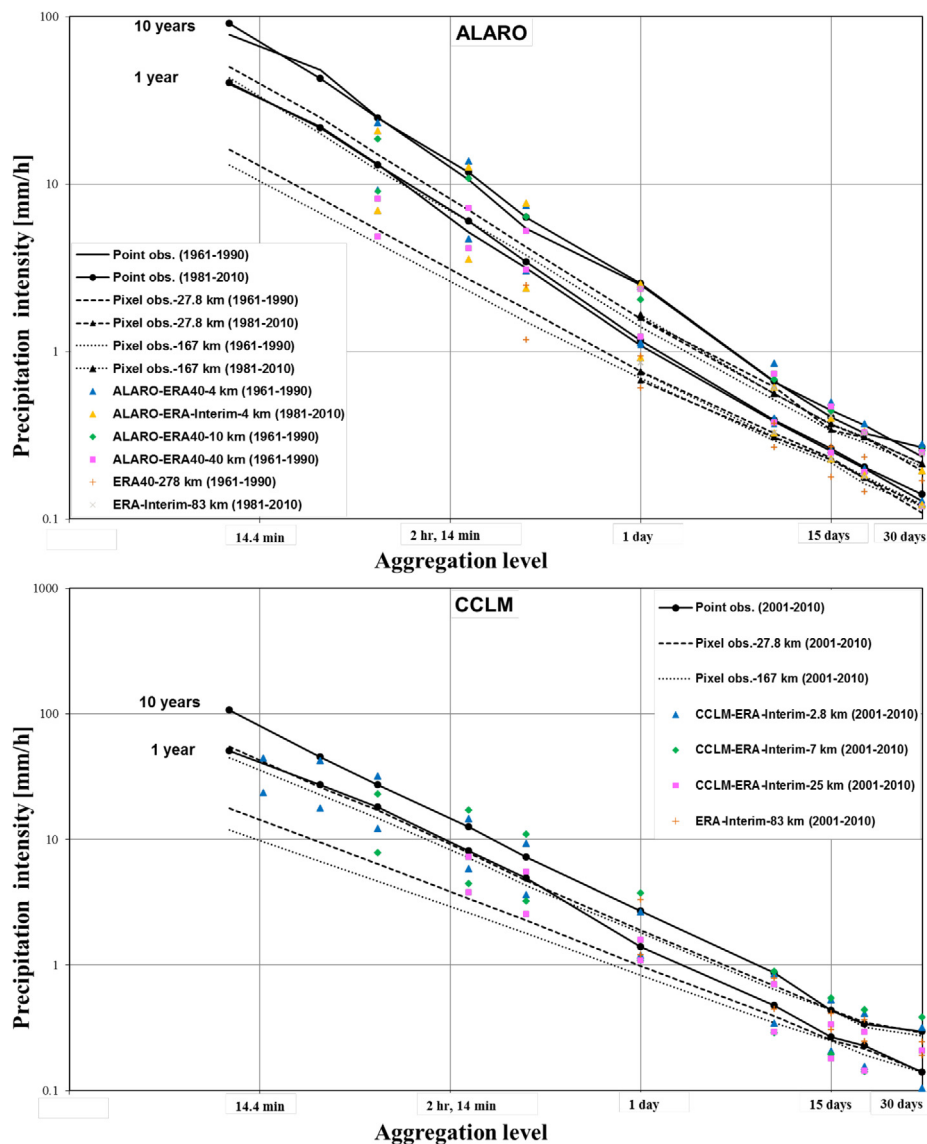 100
10 years
ALARO
1 year
10
Precipitation intensity [mm/h]
Point obs. (1961-1990)
Point obs. (1981-2010)
Pixel obs.-27.8 km (1961-1990)
Pixel obs.-27.8 km (1981-2010)
Pixel obs.-167 km (1961-1990)
Pixel obs.-167 km (1981-2010)
ALARO-ERA40-4 km (1961-1990)
ALARO-ERA-Interim-4 km (1981-2010)
ALARO-ERA40-10 km (1961-1990)
ALARO-ERA40-40 km (1961-1990)
ERA40-278 km (1961-1990)
ERA-Interim-83 km (1981-2010)
1
0.1
14.4 min
2 hr, 14 min
1 day
15 days
30 days
Aggregation level
1000
CCLM
Point obs. (2001-2010)
Pixel obs.-27.8 km (2001-2010)
Pixel obs.-167 km (2001-2010)
CCLM-ERA-Interim-2.8 km (2001-2010)
CCLM-ERA-Interim-7 km (2001-2010)
CCLM-ERA-Interim-25 km (2001-2010)
ERA-Interim-83 km (2001-2010)
100
10 years
1 year
Precipitation intensity [mm/h]
10
1
0.1
14.4 min
2 hr, 14 min
1 day
15 days
30 days
Aggregation level